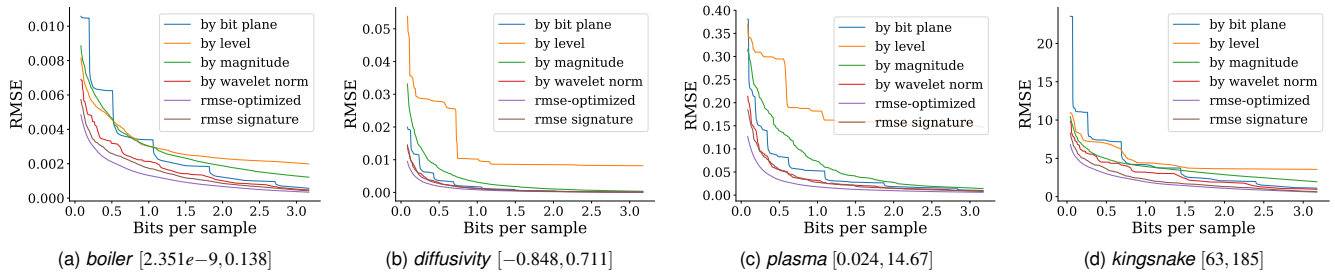 0.010
0.008
0.006
0.004
0.002
0.000
RMSE
by bit plane
by level
by magnitude
by wavelet norm
rmse-optimized
rmse signature
0.0 0.5 1.0 1.5 2.0 2.5 3.0
Bits per sample
(a) boiler [2.351e−9,0.138]
0.05
0.04
0.03
0.02
0.01
0.00
RMSE
by bit plane
by level
by magnitude
by wavelet norm
rmse-optimized
rmse signature
0.0 0.5 1.0 1.5 2.0 2.5 3.0
Bits per sample
(b) diffusivity [−0.848,0.711]
0.40
0.35
0.30
0.25
0.20
0.15
0.10
0.05
0.00
RMSE
by bit plane
by level
by magnitude
by wavelet norm
rmse-optimized
rmse signature
0.0 0.5 1.0 1.5 2.0 2.5 3.0
Bits per sample
(c) plasma [0.024,14.67]
20
15
10
5
0
RMSE
by bit plane
by level
by magnitude
by wavelet norm
rmse-optimized
rmse signature
0.0 0.5 1.0 1.5 2.0 2.5 3.0
Bits per sample
(d) kingsnake [63,185]